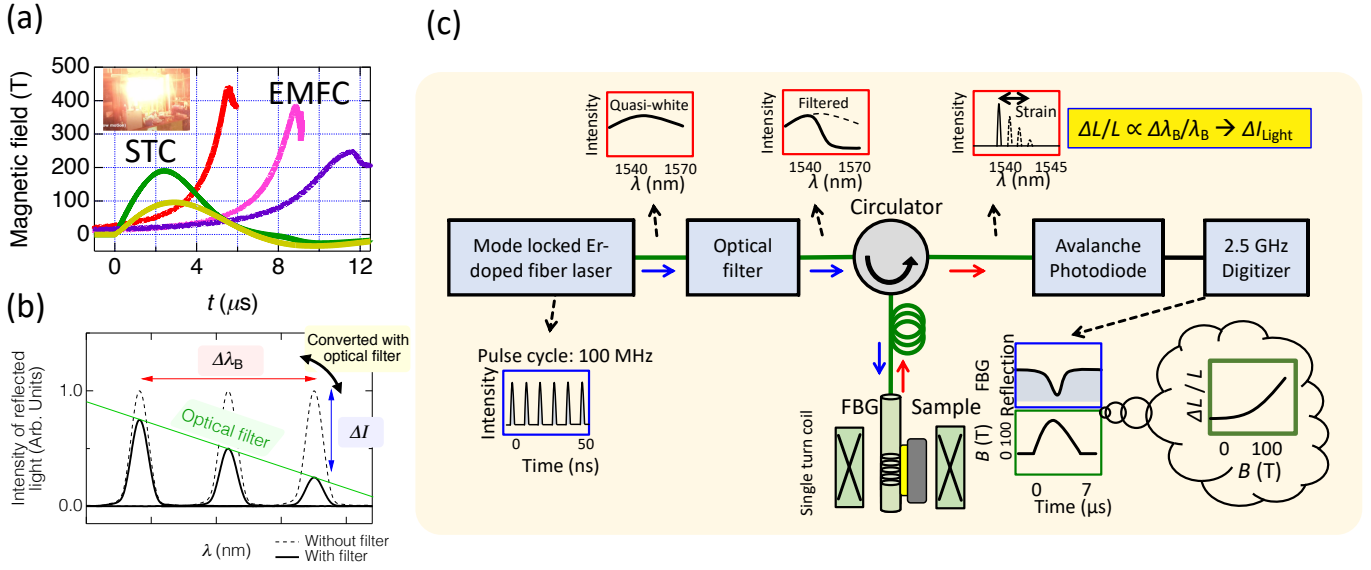 (a)
Magnetic field (T)
500
400
300
200
100
0
STC
EMFC
0
4
8
12
t (μs)
(b)
Intensity of reflected
light (Arb. Units)
1.0
0.0
ΔλB
Converted with
optical filter
Optical filter
ΔI
λ (nm)
Without filter
With filter
(c)
Intensity
Quasi-white
1540 1570
λ (nm)
Intensity
Filtered
1540 1570
λ (nm)
Intensity
Strain
1540 1545
λ (nm)
ΔL/L ∝ ΔλB/λB → ΔILight
Mode locked Er-
doped fiber laser
Optical
filter
Circulator
Avalanche
Photodiode
2.5 GHz
Digitizer
Pulse cycle: 100 MHz
Intensity
0 50
Time (ns)
FBG
Sample
Single turn coil
FBG
Reflection
B (T)
0 100
0 7
Time (μs)
ΔL / L
0 100
B (T)